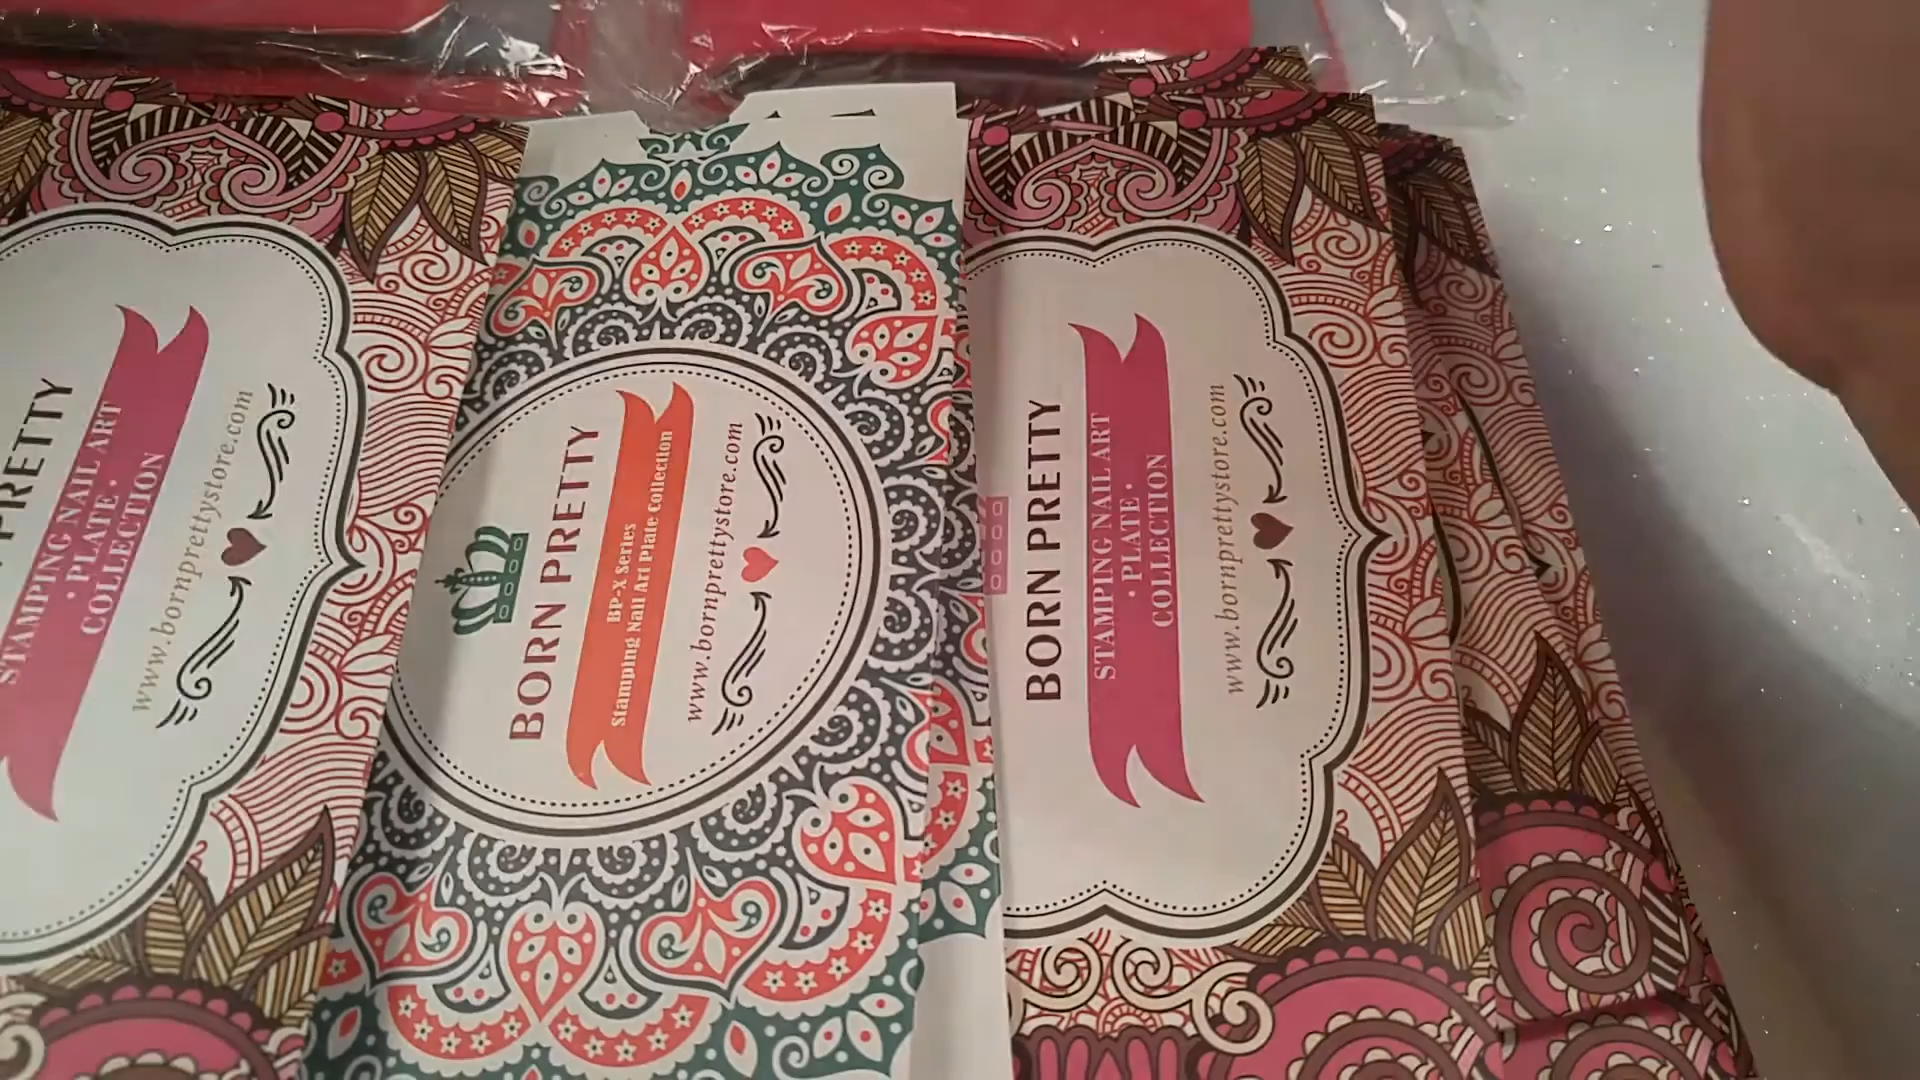 PRETTY
STAMPING NAIL ART
• PLATE •
COLLECTION
www.bornprettystore.com
BORN PRETTY
BP-X Series
Stamping Nail Art Plate Collection
www.bornprettystore.com
BORN PRETTY
STAMPING NAIL ART
• PLATE •
COLLECTION
www.bornprettystore.com